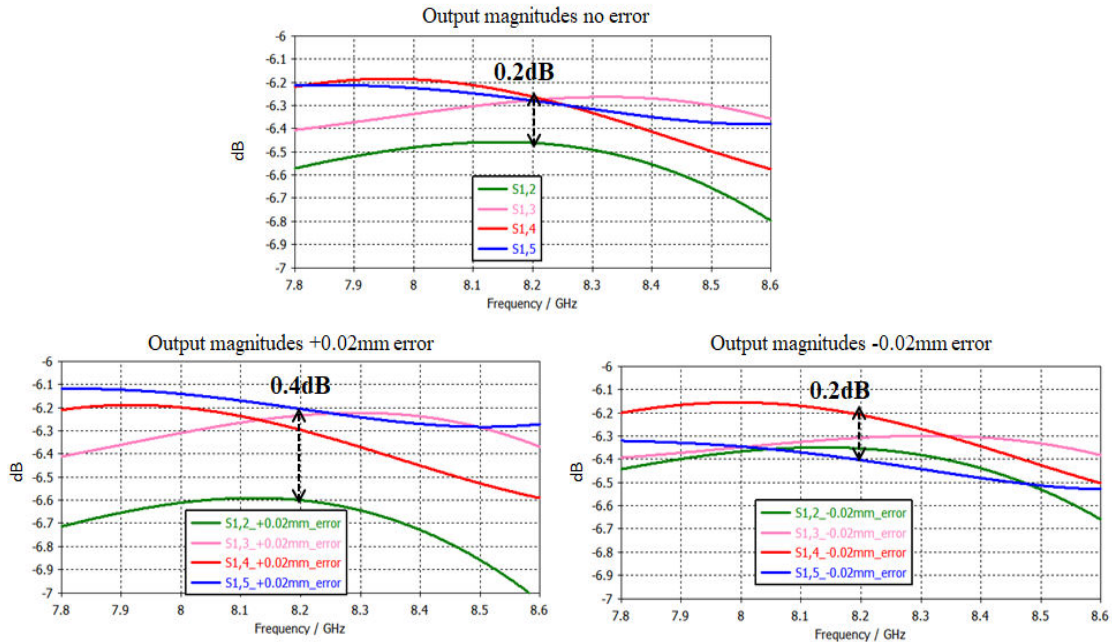 Output magnitudes no error
-6
-6.1
-6.2
-6.3
-6.4
-6.5
-6.6
-6.7
-6.8
-6.9
-7
dB
0.2dB
S1,2
S1,3
S1,4
S1,5
7.8 7.9 8 8.1 8.2 8.3 8.4 8.5 8.6
Frequency / GHz
Output magnitudes +0.02mm error
-6
-6.1
-6.2
-6.3
-6.4
-6.5
-6.6
-6.7
-6.8
-6.9
-7
dB
0.4dB
S1,2_+0.02mm_error
S1,3_+0.02mm_error
S1,4_+0.02mm_error
S1,5_+0.02mm_error
7.8 7.9 8 8.1 8.2 8.3 8.4 8.5 8.6
Frequency / GHz
Output magnitudes -0.02mm error
-6
-6.1
-6.2
-6.3
-6.4
-6.5
-6.6
-6.7
-6.8
-6.9
-7
dB
0.2dB
S1,2_-0.02mm_error
S1,3_-0.02mm_error
S1,4_-0.02mm_error
S1,5_-0.02mm_error
7.8 7.9 8 8.1 8.2 8.3 8.4 8.5 8.6
Frequency / GHz